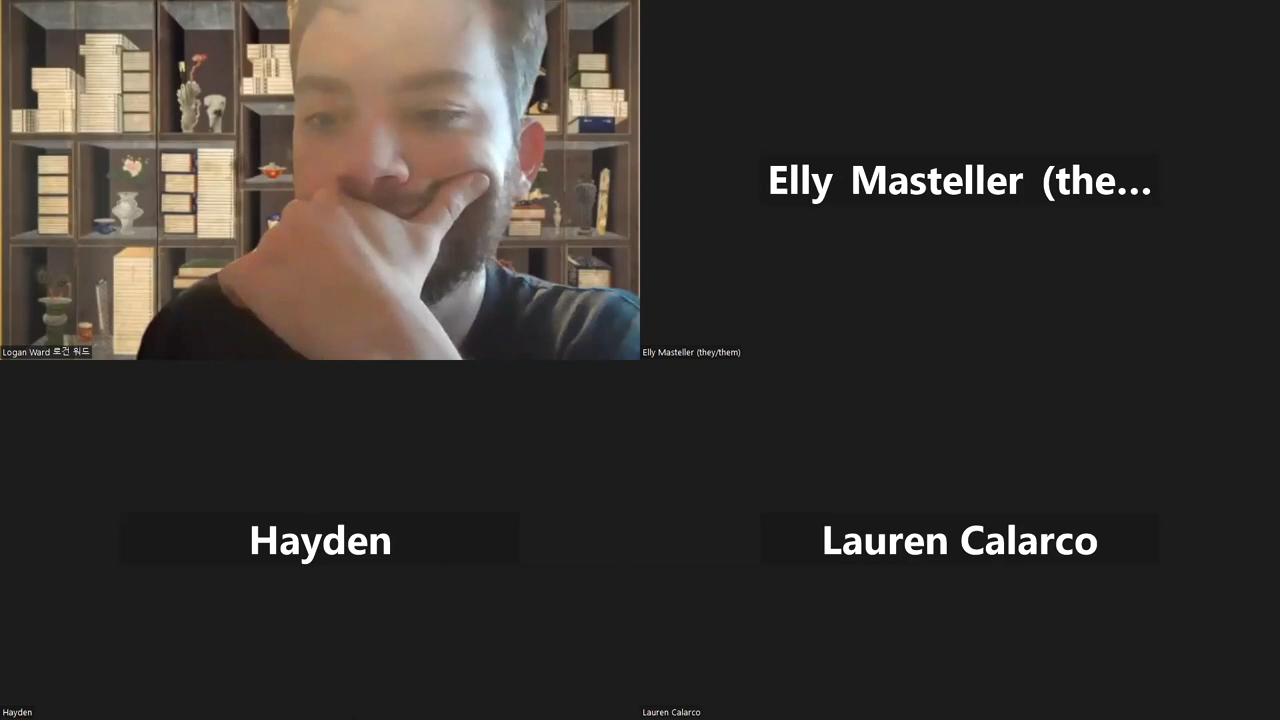 Elly Masteller (the...
Logan Ward 로건 워드
Elly Masteller (they/them)
Hayden
Lauren Calarco
Hayden
Lauren Calarco